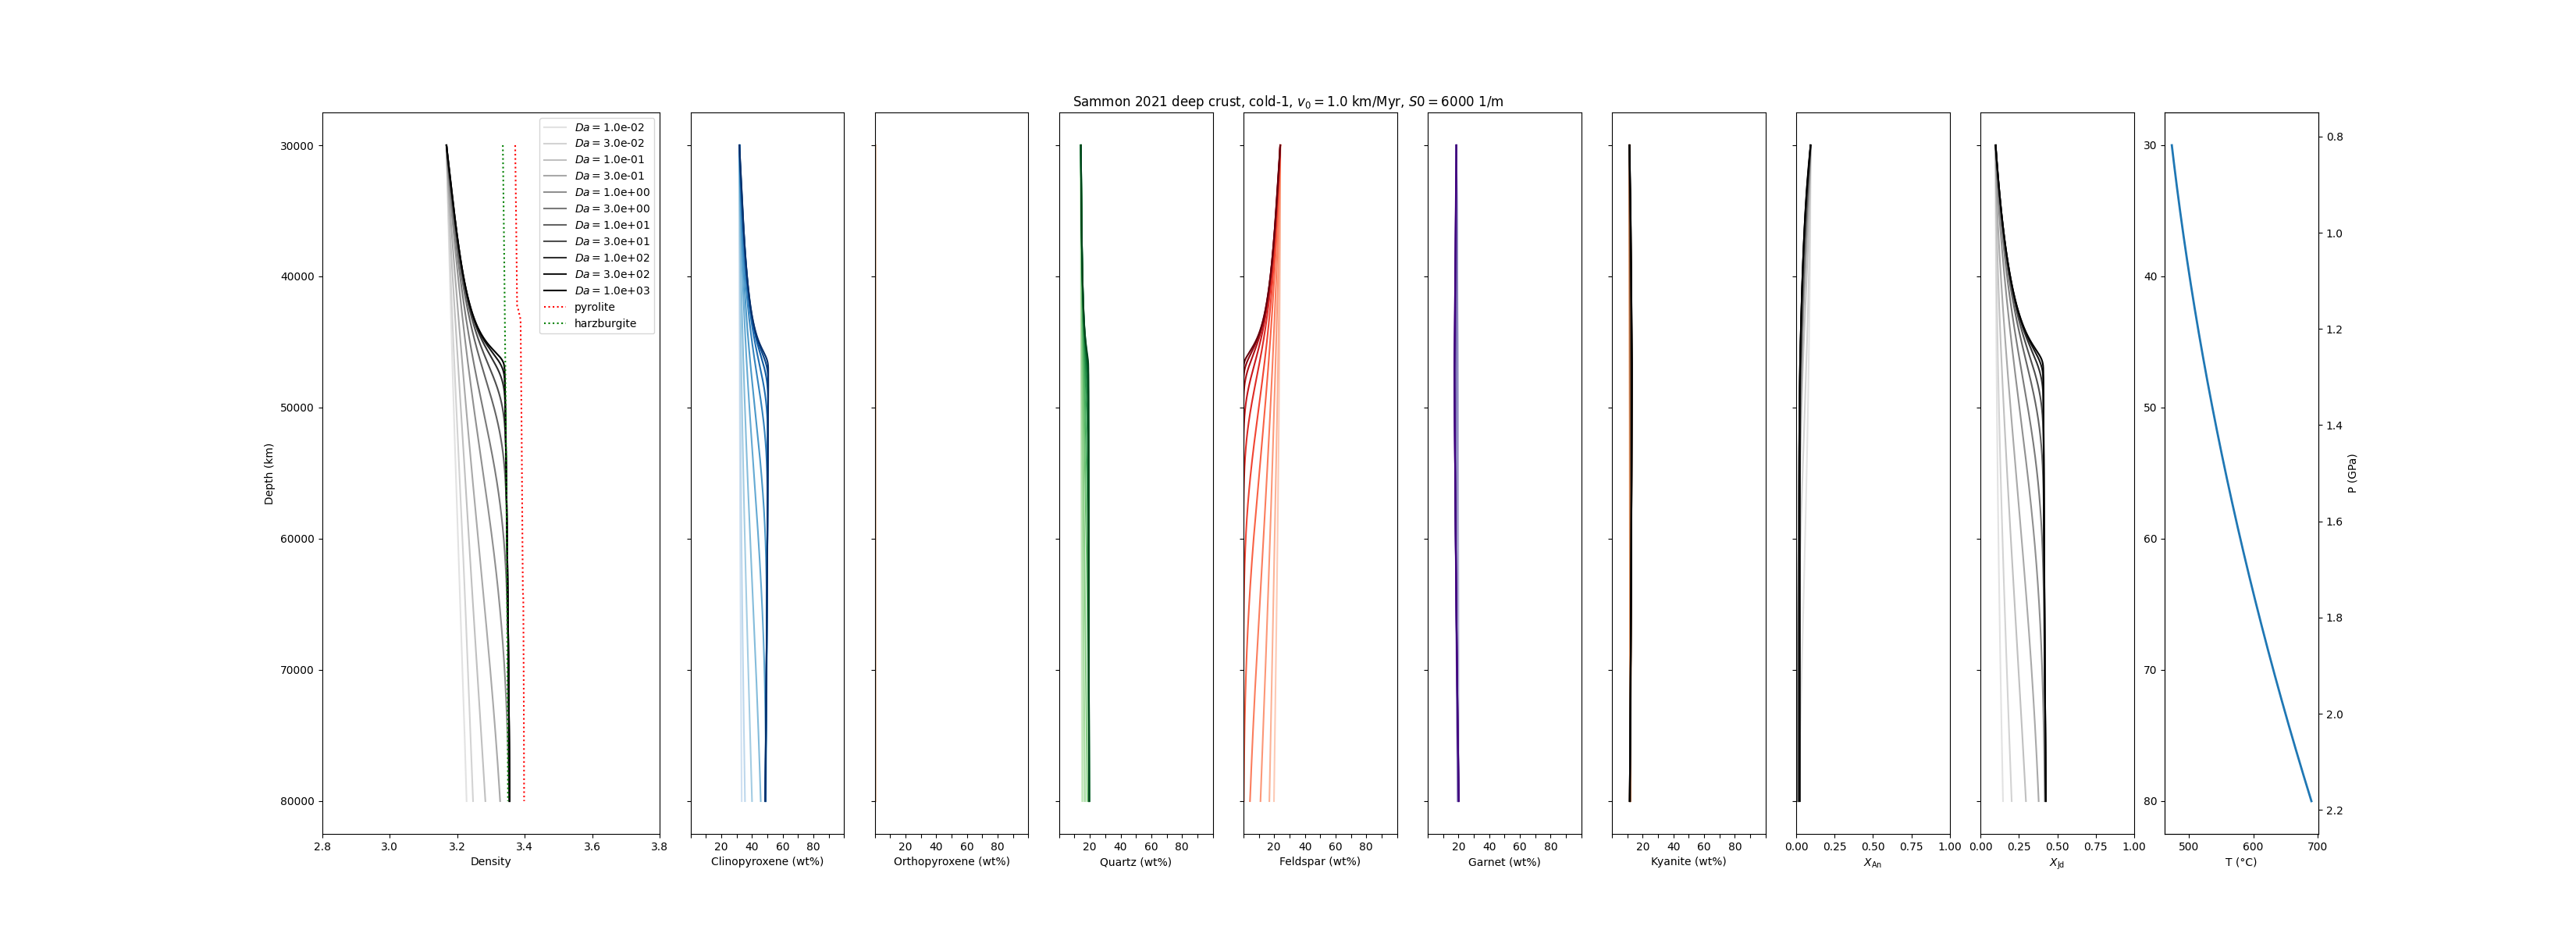 Sammon 2021 deep crust, cold-1, v₀ = 1.0 km/Myr, S0 = 6000 1/m
Da = 1.0e-02
Da = 3.0e-02
Da = 1.0e-01
Da = 3.0e-01
Da = 1.0e+00
Da = 3.0e+00
Da = 1.0e+01
Da = 3.0e+01
Da = 1.0e+02
Da = 3.0e+02
Da = 1.0e+03
pyrolite
harzburgite
Depth (km)
30000
40000
50000
60000
70000
80000
2.8 3.0 3.2 3.4 3.6 3.8
Density
20 40 60 80
Clinopyroxene (wt%)
20 40 60 80
Orthopyroxene (wt%)
20 40 60 80
Quartz (wt%)
20 40 60 80
Feldspar (wt%)
20 40 60 80
Garnet (wt%)
20 40 60 80
Kyanite (wt%)
0.00 0.25 0.50 0.75 1.00
X_An
0.00 0.25 0.50 0.75 1.00
X_Jd
30
40
50
60
70
80
500 600 700
T (°C)
0.8
1.0
1.2
1.4
1.6
1.8
2.0
2.2
P (GPa)